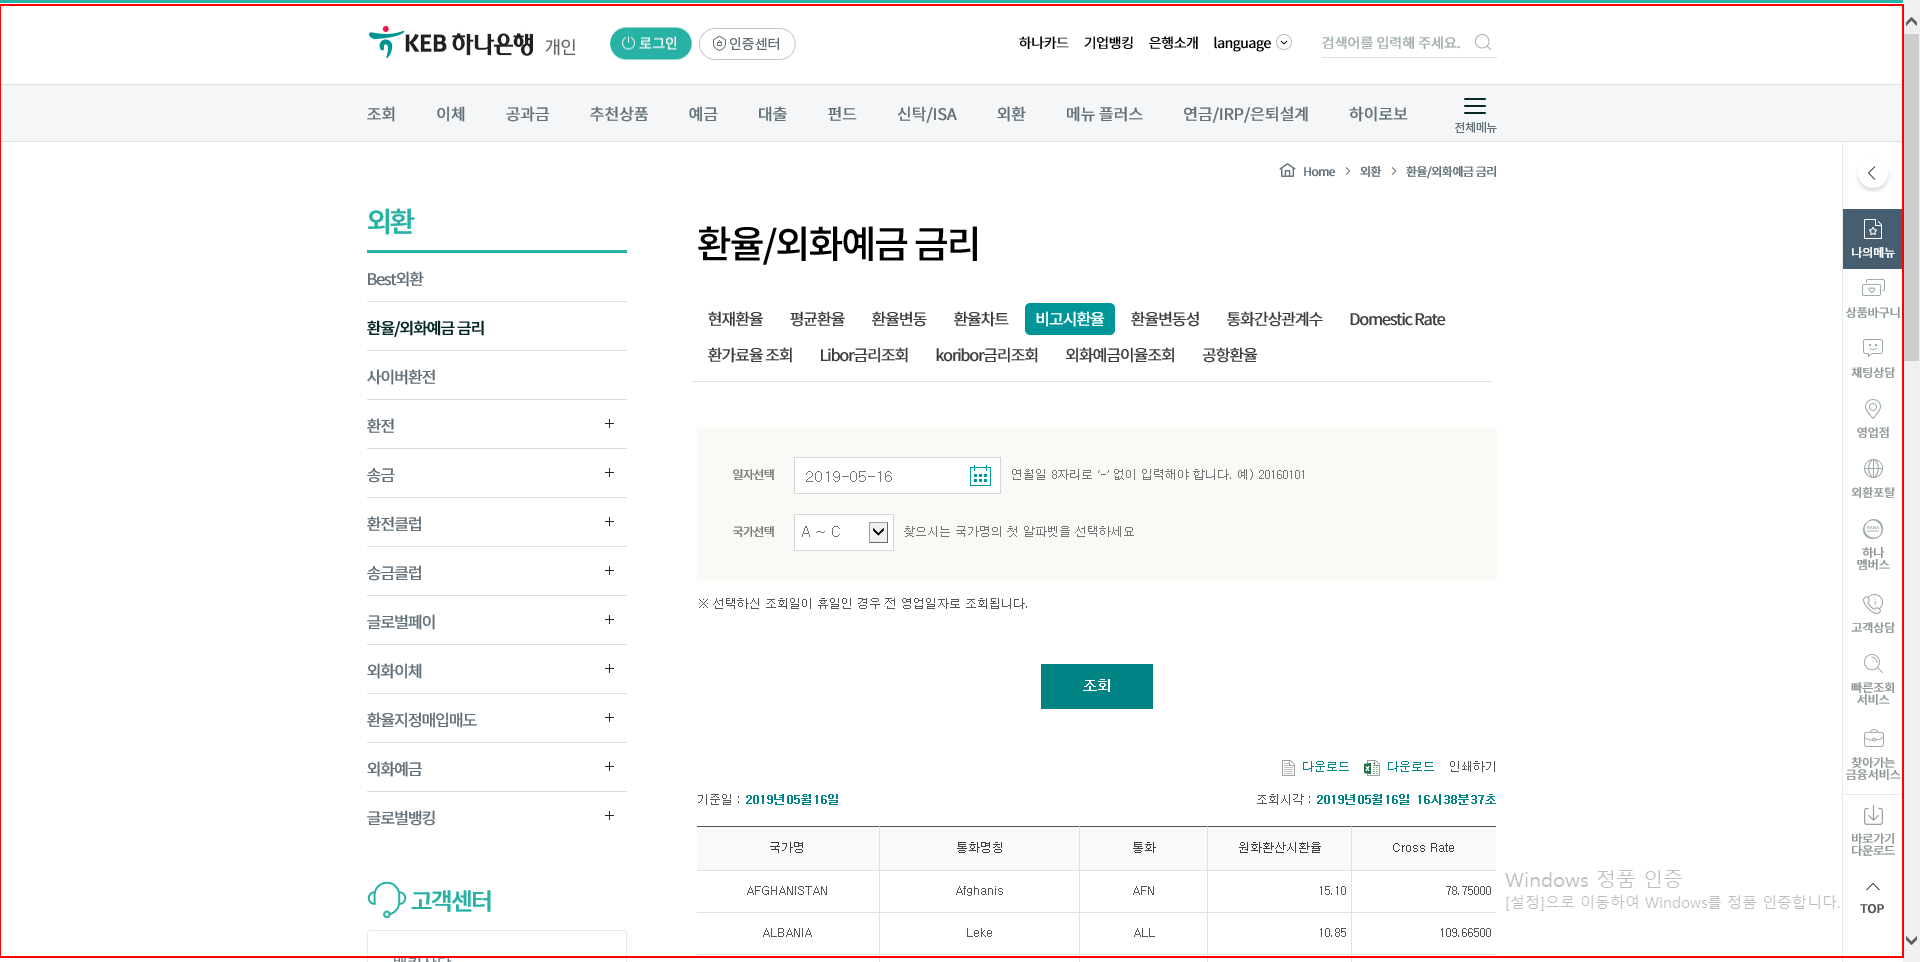 KEB 하나은행 개인 로그인 인증센터 하나카드 기업뱅킹 은행소개 language 검색어를 입력해 주세요.
조회 이체 공과금 추천상품 예금 대출 펀드 신탁/ISA 외환 메뉴 플러스 연금/IRP/은퇴설계 하이로보 전체메뉴
Home > 외환 > 환율/외화예금 금리
외환
Best외환
환율/외화예금 금리
사이버환전
환전
송금
환전클럽
송금클럽
글로벌페이
외화이체
환율지정매입매도
외화예금
글로벌뱅킹
고객센터
환율/외화예금 금리
현재환율 평균환율 환율변동 환율차트 비고시환율 환율변동성 통화간상관계수 Domestic Rate
환가료율 조회 Libor금리조회 koribor금리조회 외화예금이율조회 공항환율
일자선택 2019-05-16 연월일 8자리로 '-' 없이 입력해야 합니다. 예) 20160101
국가선택 A ~ C 찾으시는 국가명의 첫 알파벳을 선택하세요
※ 선택하신 조회일이 휴일인 경우 전 영업일자로 조회됩니다.
조회
다운로드 다운로드 인쇄하기
기준일 : 2019년05월16일 조회시각 : 2019년05월16일 16시38분37초
국가명 통화명칭 통화 원화환산시환율 Cross Rate
AFGHANISTAN Afghanis AFN 15.10 78.75000
ALBANIA Leke ALL 10.85 109.66500
나의메뉴
상품바구니
채팅상담
영업점
외환포탈
하나
멤버스
고객상담
빠른조회
서비스
찾아가는
금융서비스
바로가기
다운로드
TOP
Windows 정품 인증
[설정]으로 이동하여 Windows를 정품 인증합니다.